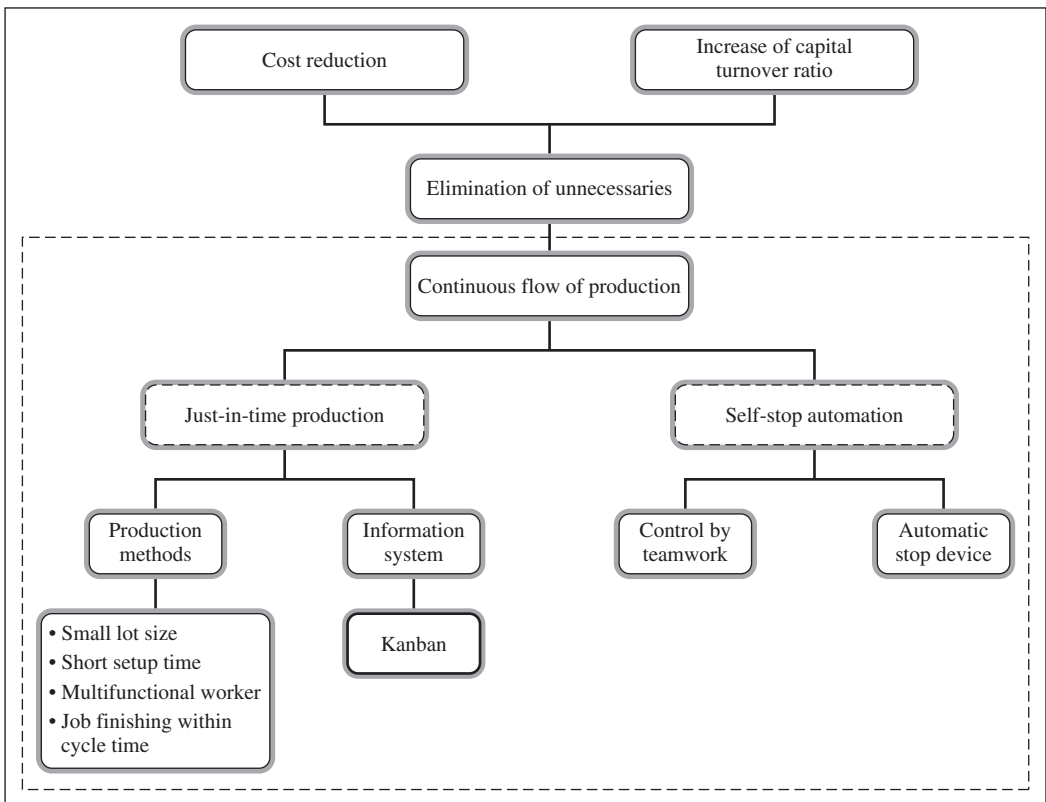 Cost reduction
Increase of capital
turnover ratio
Elimination of unnecessaries
Continuous flow of production
Just-in-time production
Self-stop automation
Production
methods
Information
system
Control by
teamwork
Automatic
stop device
• Small lot size
• Short setup time
• Multifunctional worker
• Job finishing within
cycle time
Kanban